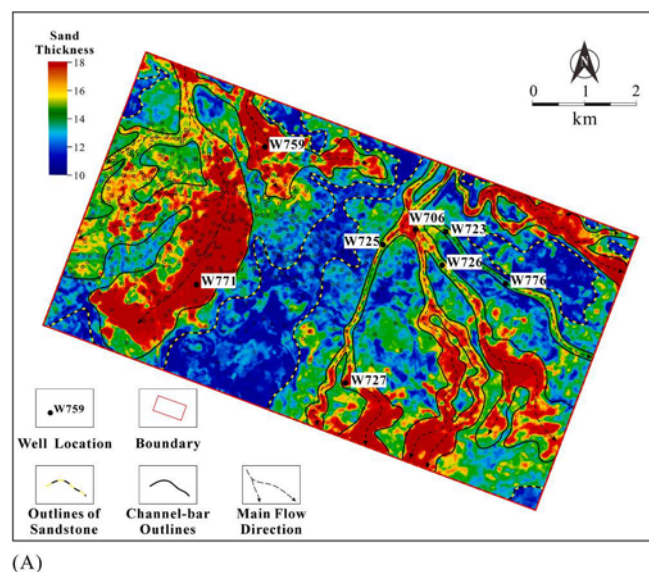 Sand
Thickness
18
16
14
12
10
N
0 1 2
km
W759
W706
W723
W725
W726
W776
W771
W727
W759
Well Location
Boundary
Outlines of
Sandstone
Channel-bar
Outlines
Main Flow
Direction
(A)